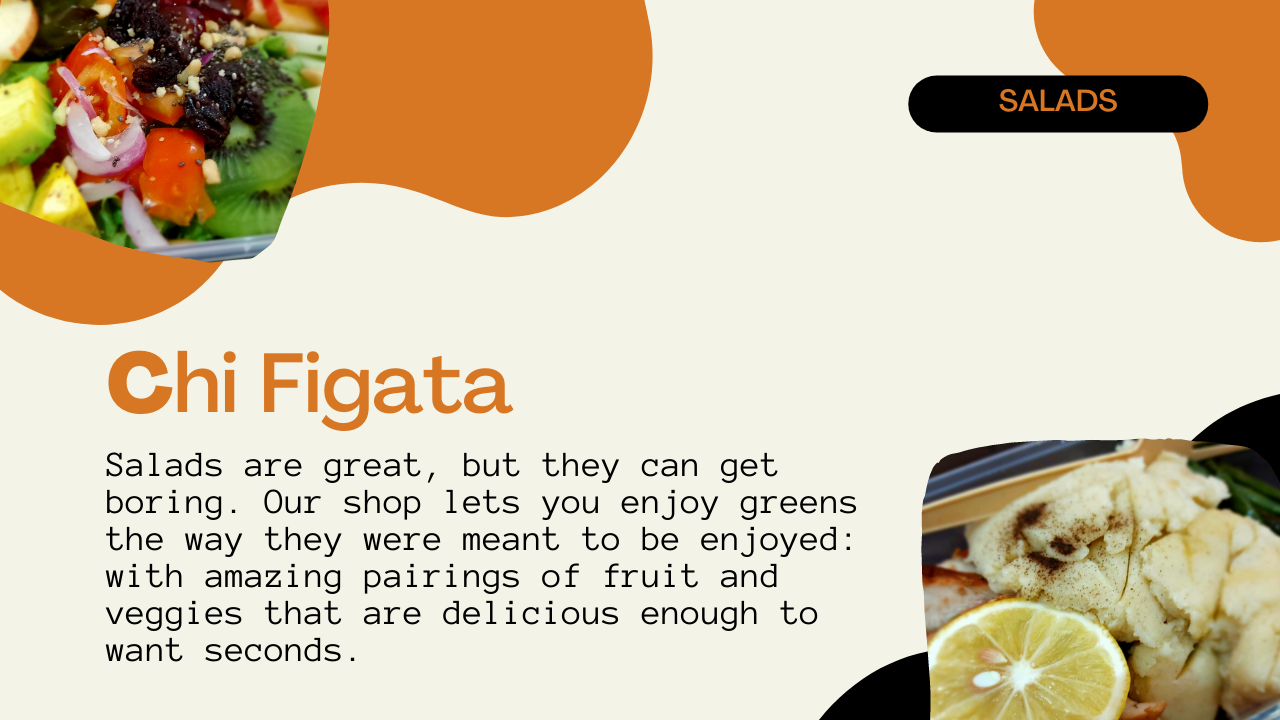 SALADS
Chi Figata
Salads are great, but they can get
boring. Our shop lets you enjoy greens
the way they were meant to be enjoyed:
with amazing pairings of fruit and
veggies that are delicious enough to
want seconds.